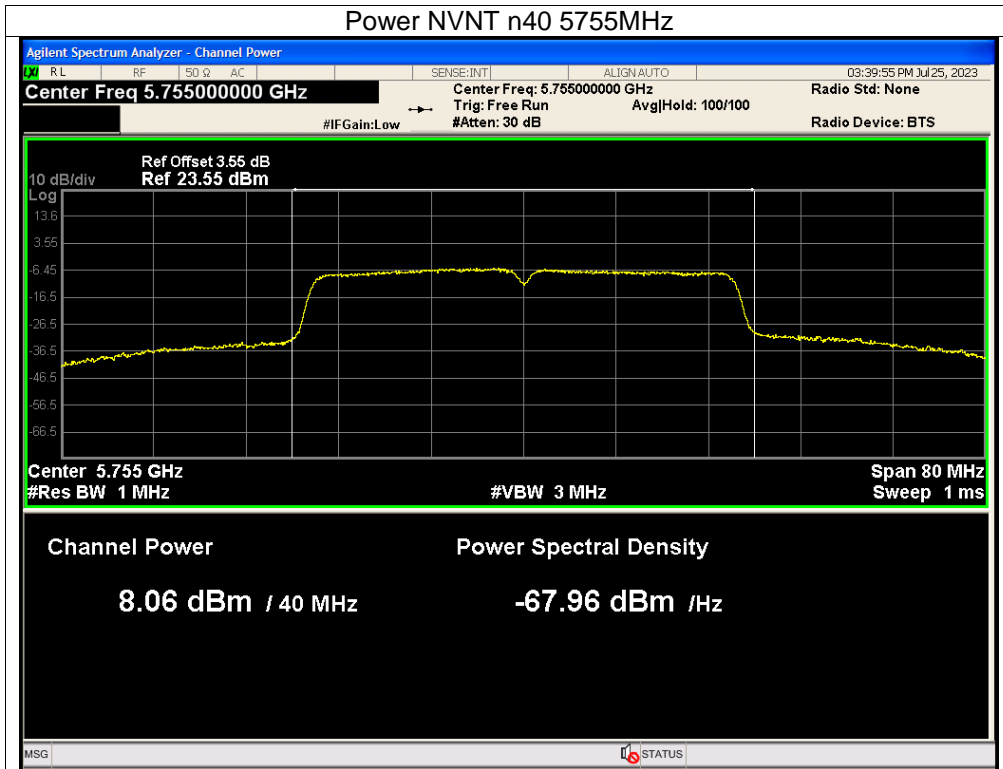 Power NVNT n40 5755MHz
Agilent Spectrum Analyzer - Channel Power
LXI RL RF 50 Ω AC SENSE:INT ALIGN AUTO 03:39:55 PM Jul 25, 2023
Center Freq 5.755000000 GHz Center Freq: 5.755000000 GHz Radio Std: None
Trig: Free Run Avg|Hold: 100/100
#IFGain:Low #Atten: 30 dB Radio Device: BTS
Ref Offset 3.55 dB
10 dB/div Ref 23.55 dBm
Log
13.6
3.55
-6.45
-16.5
-26.5
-36.5
-46.5
-56.5
-66.5
Center 5.755 GHz Span 80 MHz
#Res BW 1 MHz #VBW 3 MHz Sweep 1 ms
Channel Power Power Spectral Density
8.06 dBm / 40 MHz -67.96 dBm /Hz
MSG STATUS